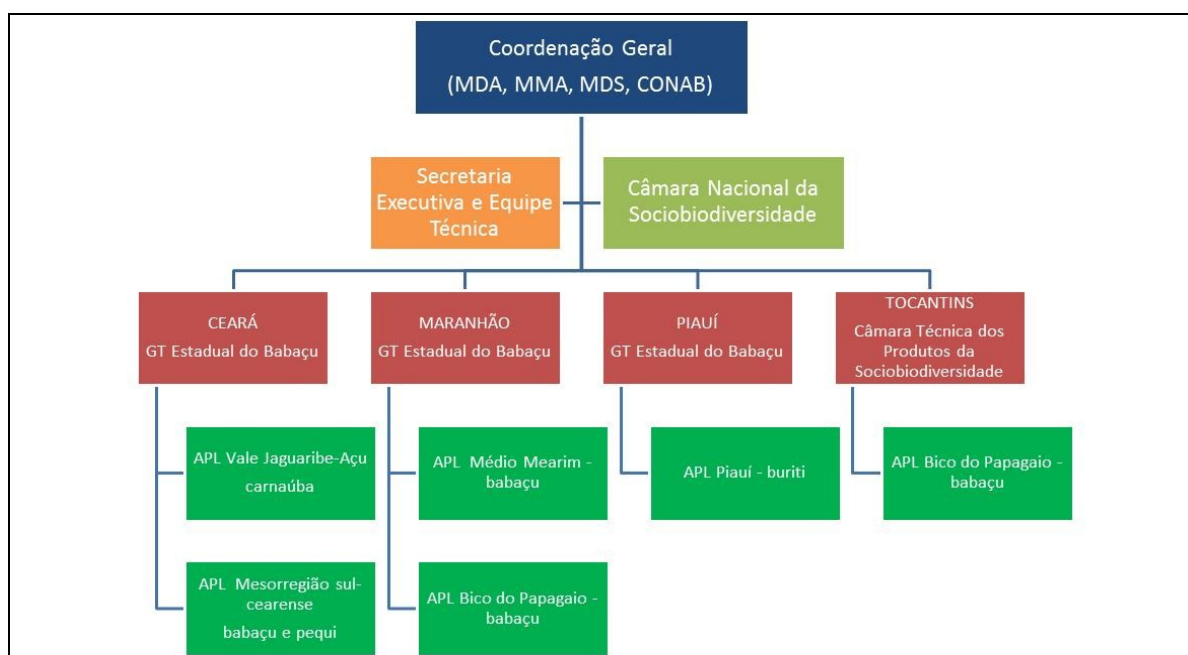 Coordenação Geral
(MDA, MMA, MDS, CONAB)
Secretaria
Executiva e Equipe
Técnica
Câmara Nacional da
Sociobiodiversidade
CEARÁ
GT Estadual do Babaçu
MARANHÃO
GT Estadual do Babaçu
PIAUÍ
GT Estadual do Babaçu
TOCANTINS
Câmara Técnica dos
Produtos da
Sociobiodiversidade
APL Vale Jaguaribe-Açu
carnaúba
APL Médio Mearim -
babaçu
APL Piauí - buriti
APL Bico do Papagaio -
babaçu
APL Mesorregião sul-
cearense
babaçu e pequi
APL Bico do Papagaio -
babaçu